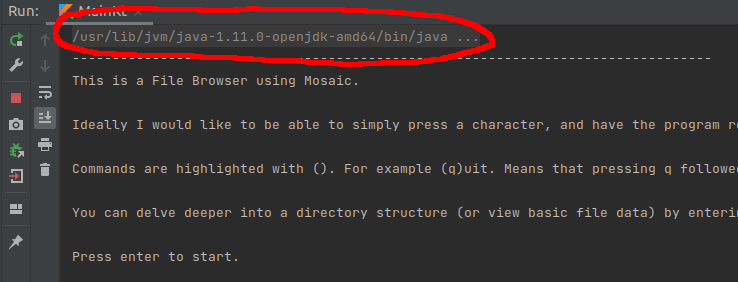 Run: MainKt ×
/usr/lib/jvm/java-1.11.0-openjdk-amd64/bin/java ...
--------------------------------------------------------------------------------
This is a File Browser using Mosaic.
Ideally I would like to be able to simply press a character, and have the program
Commands are highlighted with (). For example (q)uit. Means that pressing q
You can delve deeper into a directory structure (or view basic file data) by
Press enter to start.